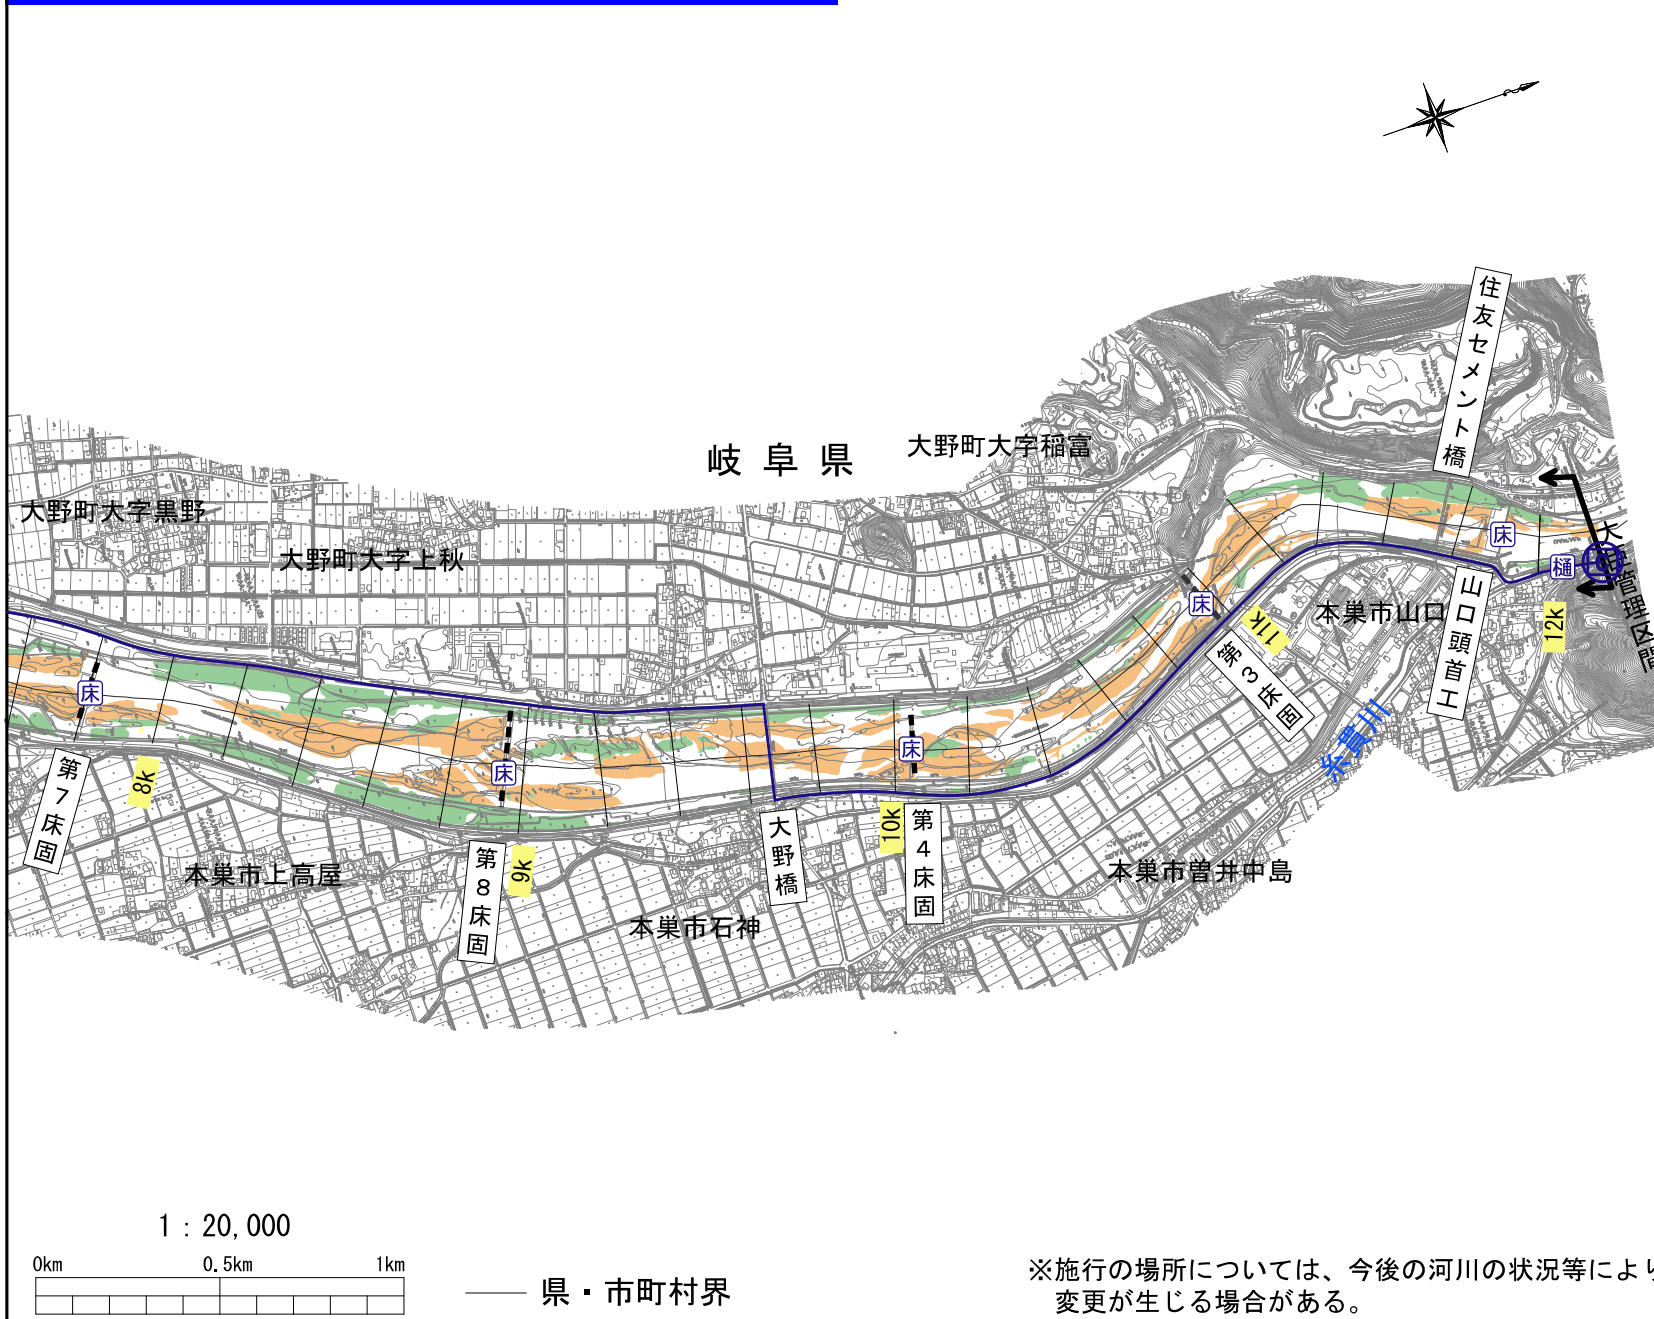 住友セメント橋
岐阜県
大野町大字稲富
大野町大字黒野
大野町大字上秋
床
樋
12k
本巣市山口
山口頭首工
床
11k
第3床固
糸貫川
床
第7床固
8k
床
第8床固
9k
大野橋
床
10k
第4床固
本巣市上高屋
本巣市石神
本巣市曽井中島
1：20,000
0km 0.5km 1km
県・市町村界
※施行の場所については、今後の河川の状況等により
変更が生じる場合がある。